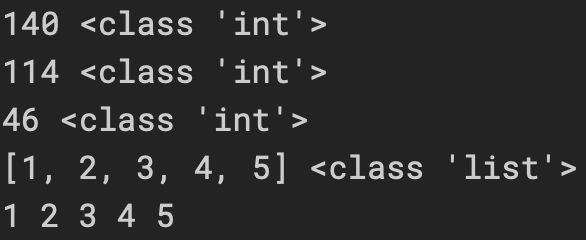 140 <class 'int'>
114 <class 'int'>
46 <class 'int'>
[1, 2, 3, 4, 5] <class 'list'>
1 2 3 4 5